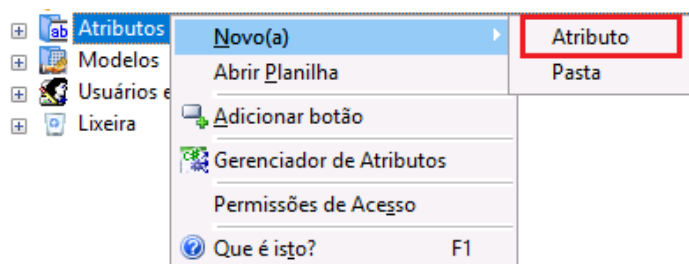 Atributos
Modelos
Usuários e
Lixeira
Novo(a)
Abrir Planilha
Adicionar botão
Gerenciador de Atributos
Permissões de Acesso
Que é isto? F1
Atributo
Pasta
ab
C#